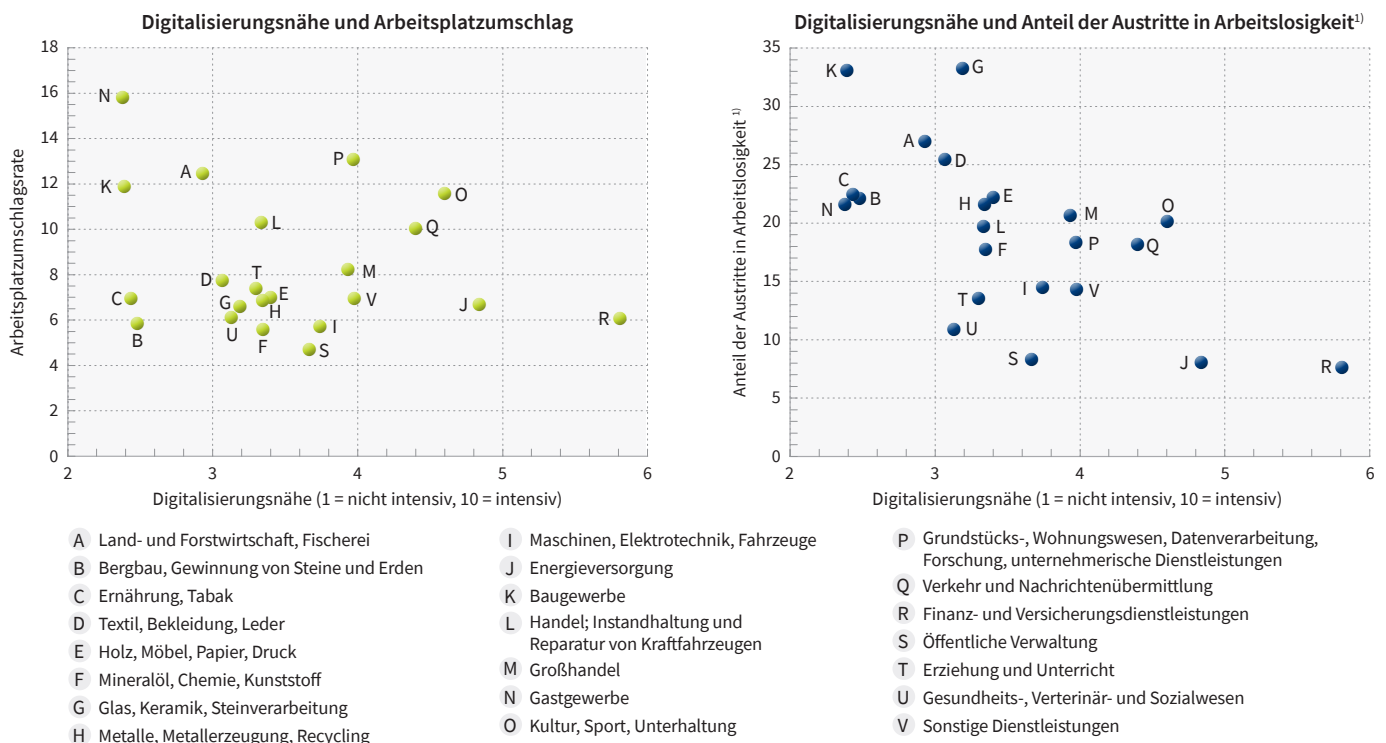 Digitalisierungsnähe und Arbeitsplatzumschlag
18
16
14
12
10
8
6
4
2
0
Arbeitsplatzumschlagsrate
N
K
A
P
O
Q
L
M
D
T
C
G
E
H
V
J
B
U
F
I
S
R
2
3
4
5
6
Digitalisierungsnähe (1 = nicht intensiv, 10 = intensiv)
Digitalisierungsnähe und Anteil der Austritte in Arbeitslosigkeit1)
35
30
25
20
15
10
5
0
Anteil der Austritte in Arbeitslosigkeit 1)
K
G
A
D
C
B
N
H
E
L
F
M
P
O
Q
T
I
V
U
S
J
R
2
3
4
5
6
Digitalisierungsnähe (1 = nicht intensiv, 10 = intensiv)
A Land- und Forstwirtschaft, Fischerei
B Bergbau, Gewinnung von Steine und Erden
C Ernährung, Tabak
D Textil, Bekleidung, Leder
E Holz, Möbel, Papier, Druck
F Mineralöl, Chemie, Kunststoff
G Glas, Keramik, Steinverarbeitung
H Metalle, Metallerzeugung, Recycling
I Maschinen, Elektrotechnik, Fahrzeuge
J Energieversorgung
K Baugewerbe
L Handel; Instandhaltung und
Reparatur von Kraftfahrzeugen
M Großhandel
N Gastgewerbe
O Kultur, Sport, Unterhaltung
P Grundstücks-, Wohnungswesen, Datenverarbeitung,
Forschung, unternehmerische Dienstleistungen
Q Verkehr und Nachrichtenübermittlung
R Finanz- und Versicherungsdienstleistungen
S Öffentliche Verwaltung
T Erziehung und Unterricht
U Gesundheits-, Verterinär- und Sozialwesen
V Sonstige Dienstleistungen